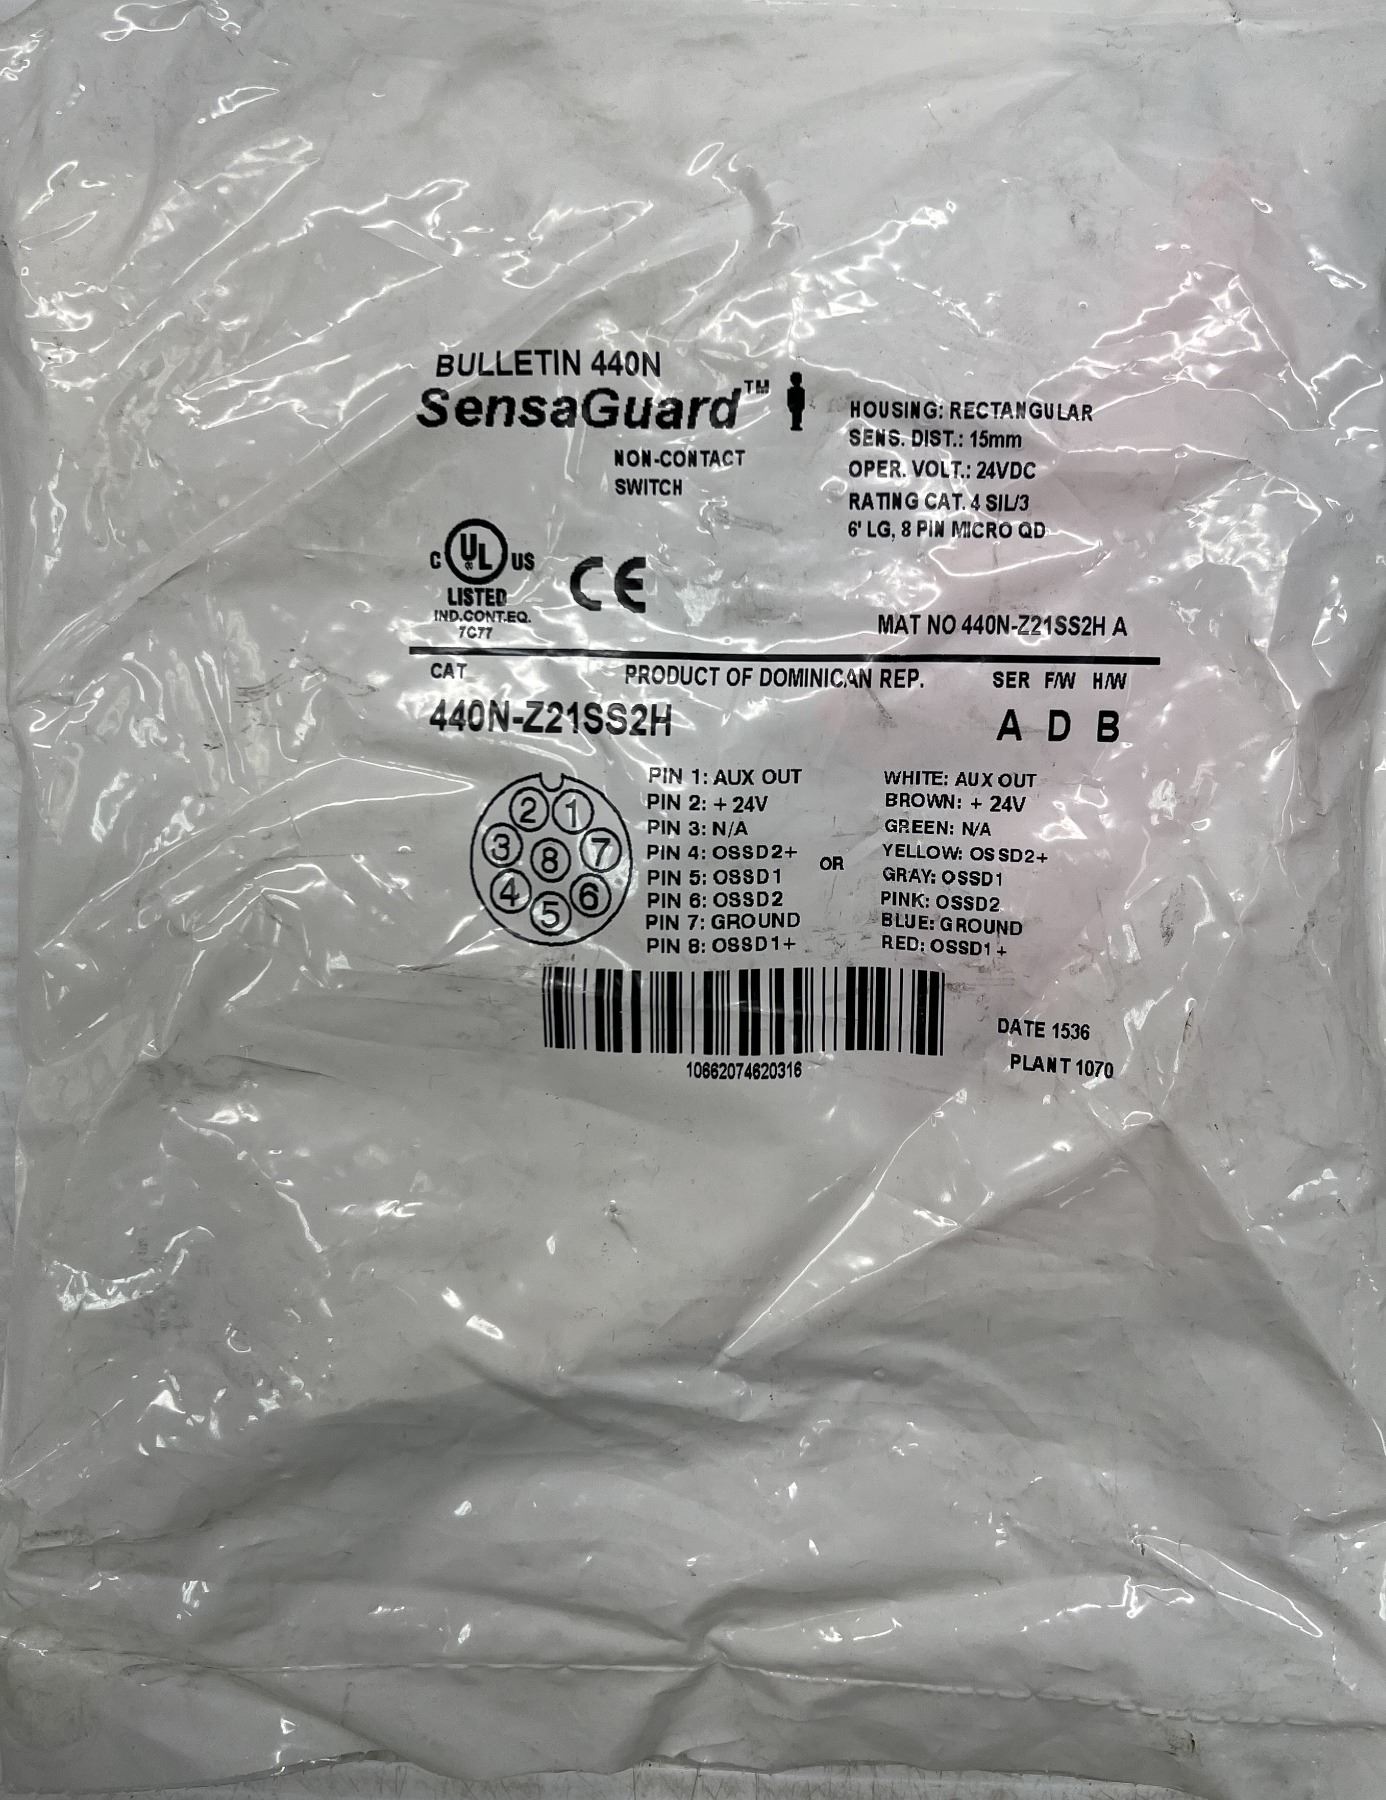 BULLETIN 440N
SensaGuard™
NON-CONTACT
SWITCH
HOUSING: RECTANGULAR
SENS. DIST.: 15mm
OPER. VOLT.: 24VDC
RATING CAT. 4 SIL/3
6' LG, 8 PIN MICRO QD
C UL ® US
LISTED
IND.CONT.EQ.
7C77
CE
MAT NO 440N-Z21SS2H A
CAT PRODUCT OF DOMINICAN REP. SER F/W H/W
440N-Z21SS2H A D B
2 1
3 8 7
4 5 6
PIN 1: AUX OUT
PIN 2: + 24V
PIN 3: N/A
PIN 4: OSSD2+
PIN 5: OSSD1
PIN 6: OSSD2
PIN 7: GROUND
PIN 8: OSSD1+
OR
WHITE: AUX OUT
BROWN: + 24V
GREEN: N/A
YELLOW: OSSD2+
GRAY: OSSD1
PINK: OSSD2
BLUE: GROUND
RED: OSSD1+
10662074620316
DATE 1536
PLANT 1070